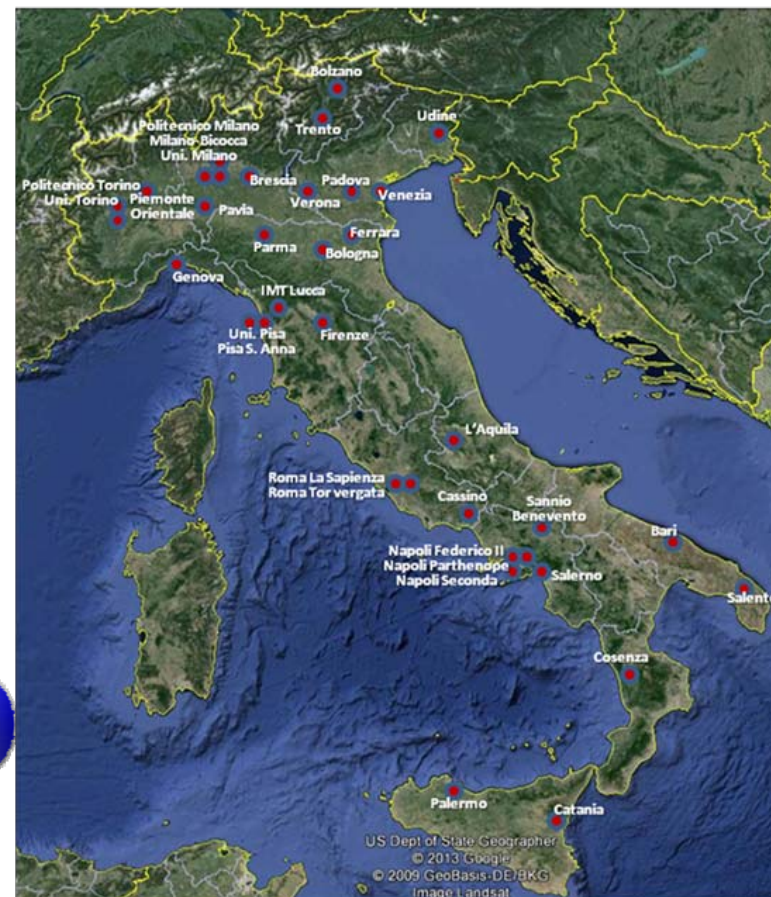 Bolzano
Trento
Udine
Politecnico Milano
Milano-Bicocca
Uni. Milano
Politechico Torino
Uni. Torino
Piemonte
Orientale
Pavia
Brescia
Verona
Padova
Venezia
Parma
Ferrara
Bologna
Genova
IMT Lucca
Uni. Pisa
Pisa S. Anna
Firenze
L'Aquila
Roma La Sapienza
Roma Tor vergata
Cassino
Sannio
Benevento
Bari
Napoli Federico II
Napoli Parthenope
Napoli Seconda
Salerno
Salento
Cosenza
Palermo
Catania
US Dept of State Geographer
© 2013 Google
© 2009 GeoBasis-DE/BKG
Image Landsat